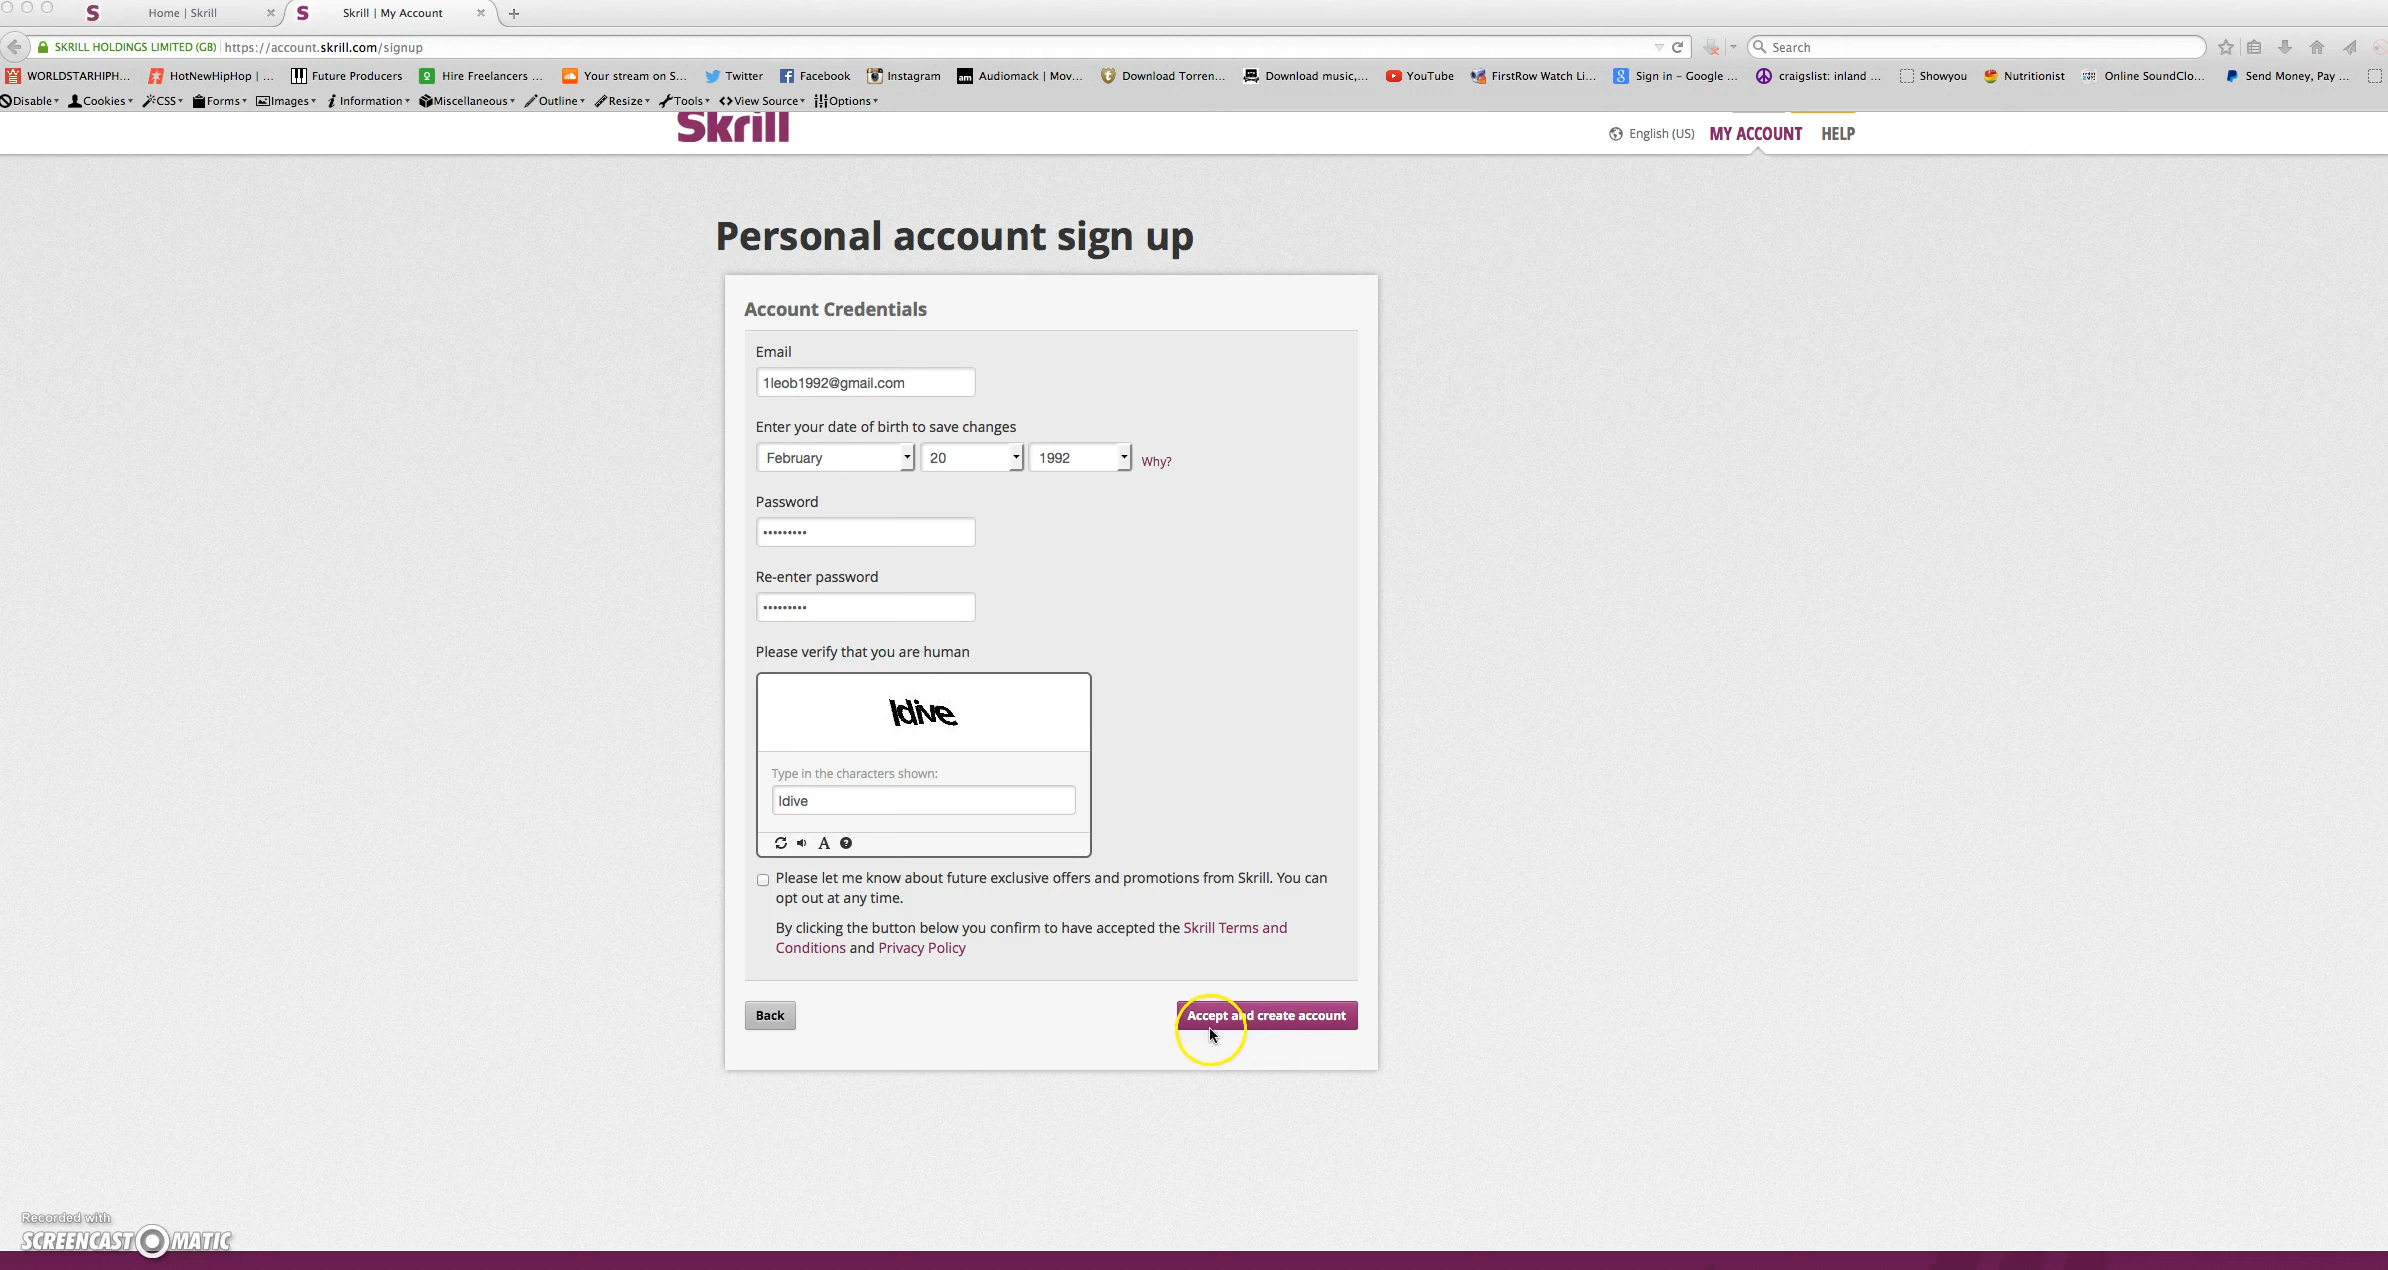 Home | Skrill
Skrill | My Account
SKRILL HOLDINGS LIMITED (GB) https://account.skrill.com/signup
Search
WORLDSTARHIPH... HotNewHipHop | ... Future Producers Hire Freelancers ... Your stream on S... Twitter Facebook Instagram Audiomack | Mov... Download Torren... Download music,... YouTube FirstRow Watch Li... Sign in - Google ... craigslist: inland ... Showyou Nutritionist Online SoundClo... Send Money, Pay ...
Disable Cookies CSS Forms Images Information Miscellaneous Outline Resize Tools View Source Options
Skrill
English (US) MY ACCOUNT HELP
Personal account sign up
Account Credentials
Email
1leob1992@gmail.com
Enter your date of birth to save changes
February 20 1992 Why?
Password
•••••••••
Re-enter password
•••••••••
Please verify that you are human
ldive
Type in the characters shown:
ldive
Please let me know about future exclusive offers and promotions from Skrill. You can
opt out at any time.
By clicking the button below you confirm to have accepted the Skrill Terms and
Conditions and Privacy Policy
Back
Accept and create account
Recorded with
SCREENCAST-O-MATIC